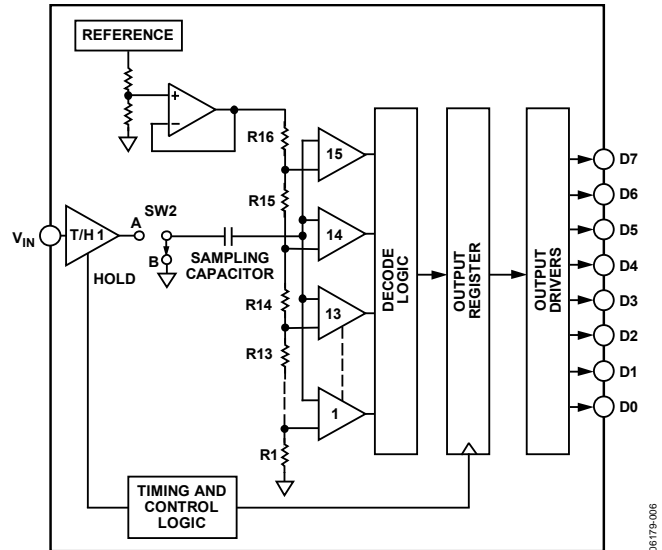 REFERENCE
+
–
R16
15
R15
D7
D6
D5
D4
D3
D2
D1
D0
VIN
T/H 1
A
SW2
B
HOLD
SAMPLING
CAPACITOR
14
R14
13
R13
1
R1
DECODE
LOGIC
OUTPUT
REGISTER
OUTPUT
DRIVERS
TIMING AND
CONTROL
LOGIC
06179-006